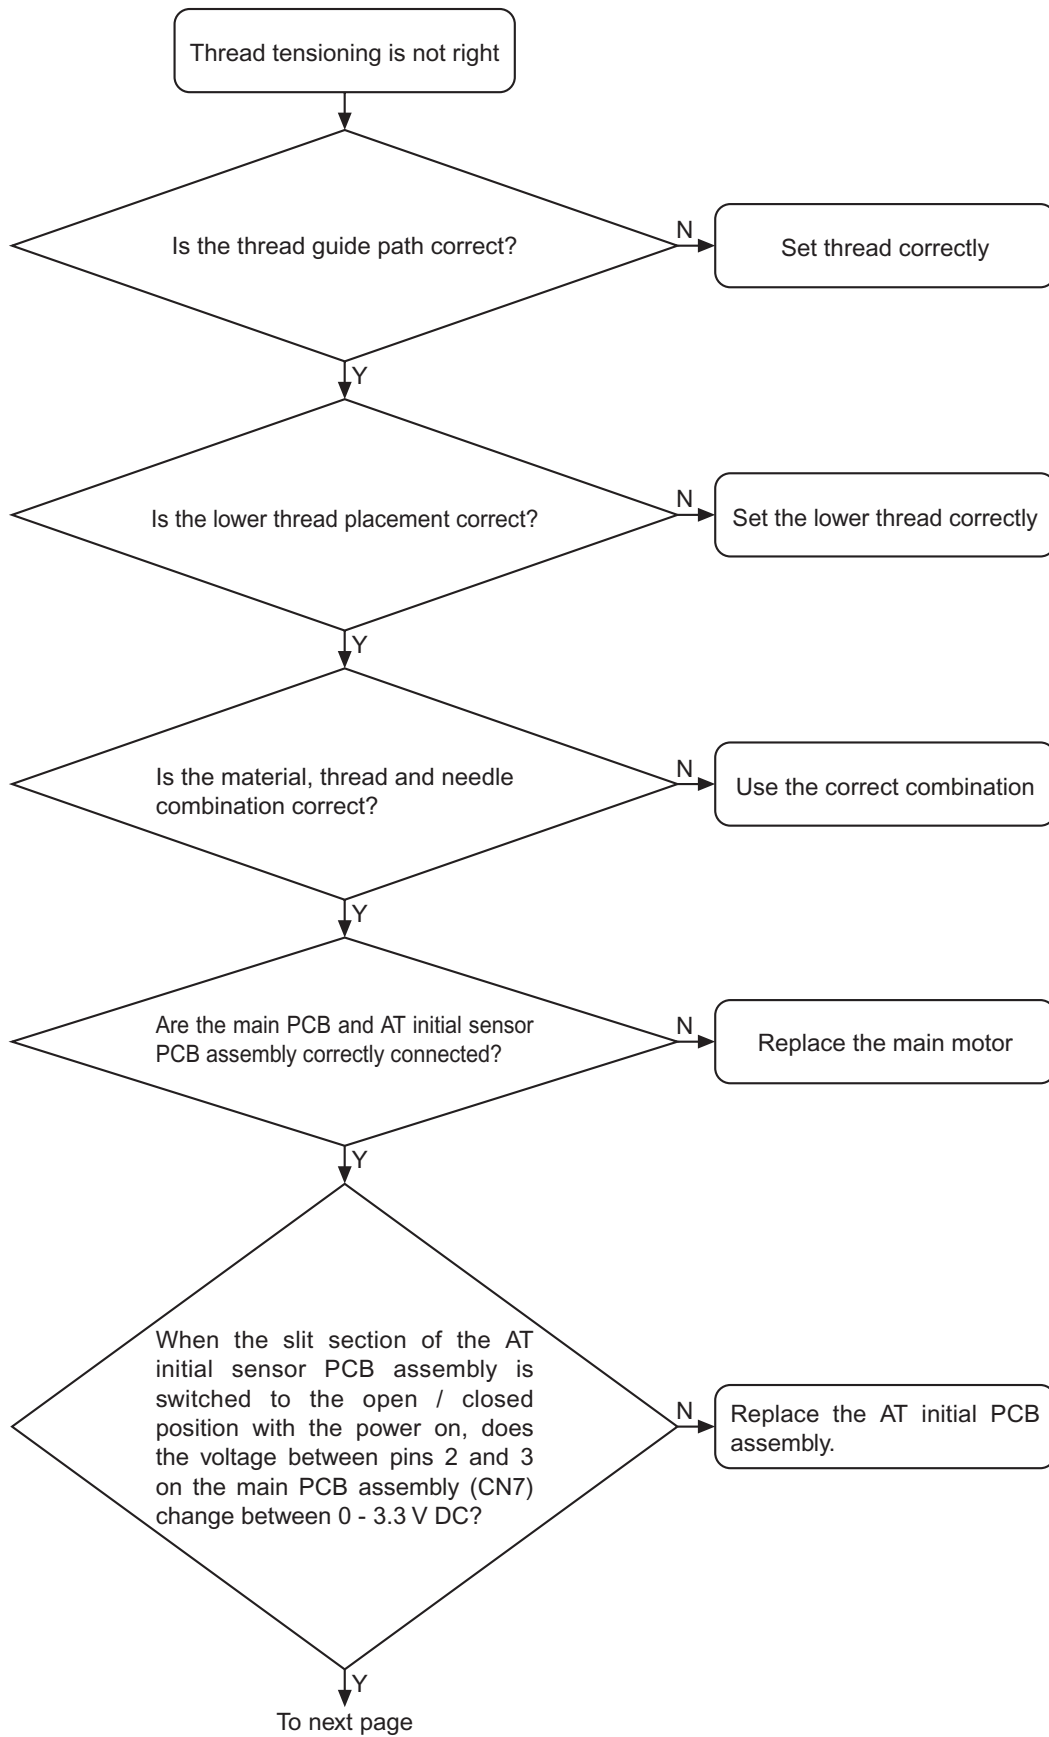 Thread tensioning is not right
Is the thread guide path correct?
N
Set thread correctly
Y
Is the lower thread placement correct?
N
Set the lower thread correctly
Y
Is the material, thread and needle
combination correct?
N
Use the correct combination
Y
Are the main PCB and AT initial sensor
PCB assembly correctly connected?
N
Replace the main motor
Y
When the slit section of the AT
initial sensor PCB assembly is
switched to the open / closed
position with the power on, does
the voltage between pins 2 and 3
on the main PCB assembly (CN7)
change between 0 - 3.3 V DC?
N
Replace the AT initial PCB
assembly.
Y
To next page